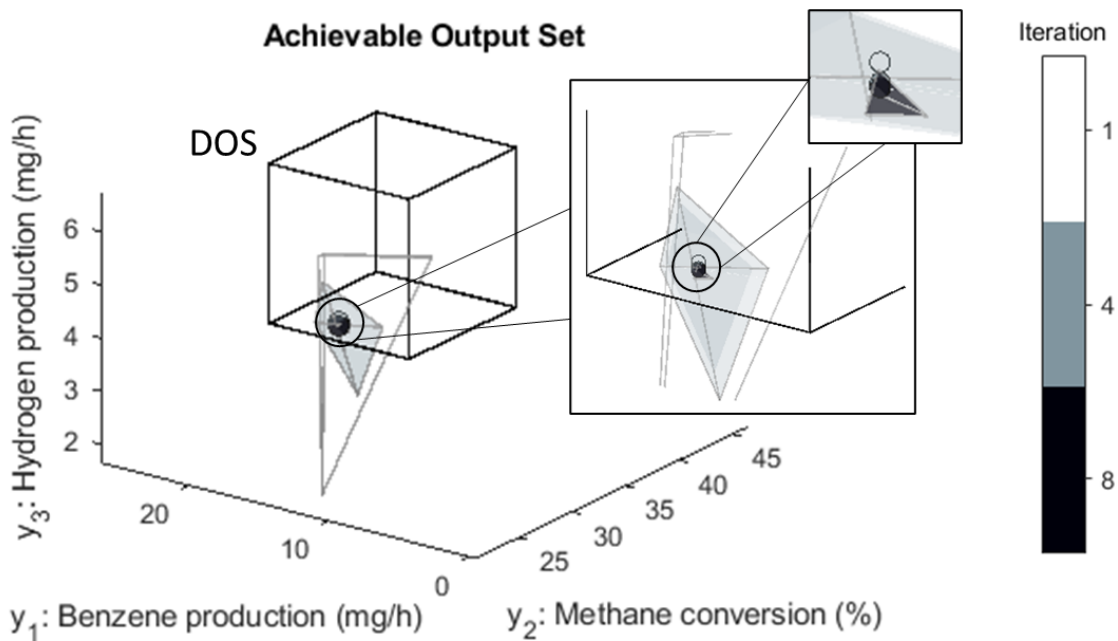 Achievable Output Set
Iteration
DOS
1
4
8
y3: Hydrogen production (mg/h)
6
5
4
3
2
20
10
0
25
30
35
40
45
y1: Benzene production (mg/h)
y2: Methane conversion (%)